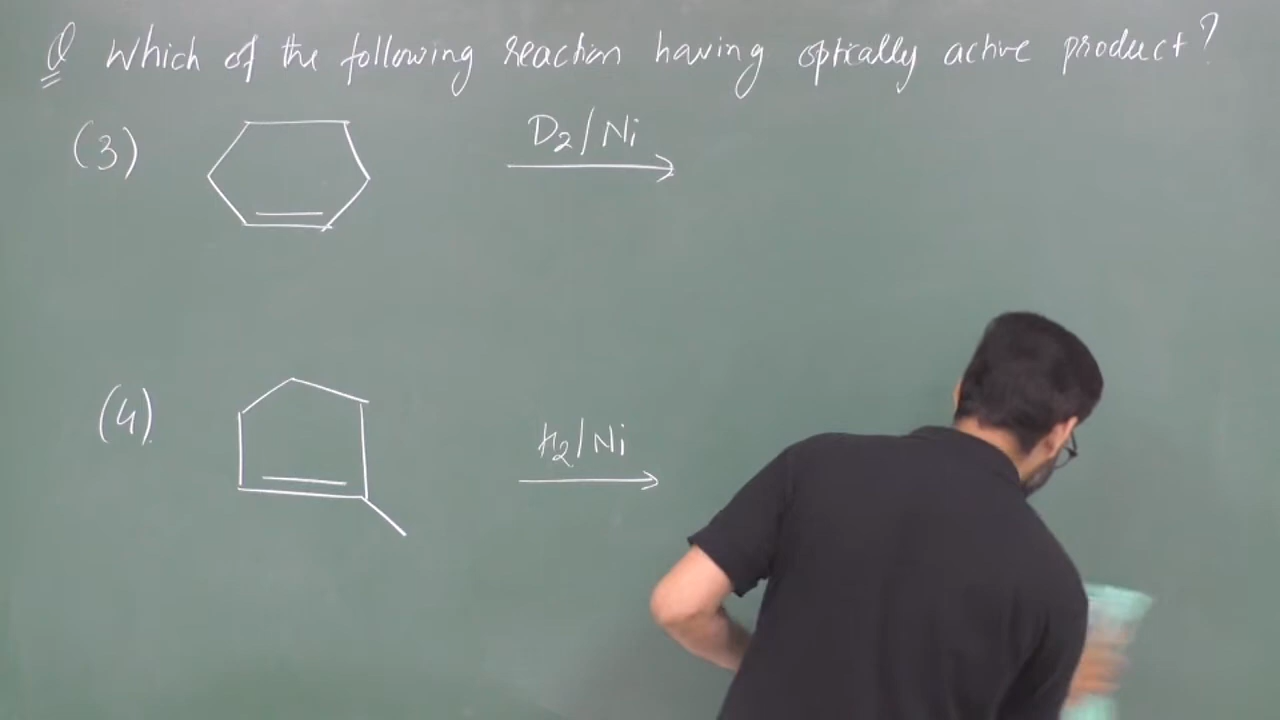 Q Which of the following reaction having optically active product?
(3) D2/Ni
(4) H2/Ni